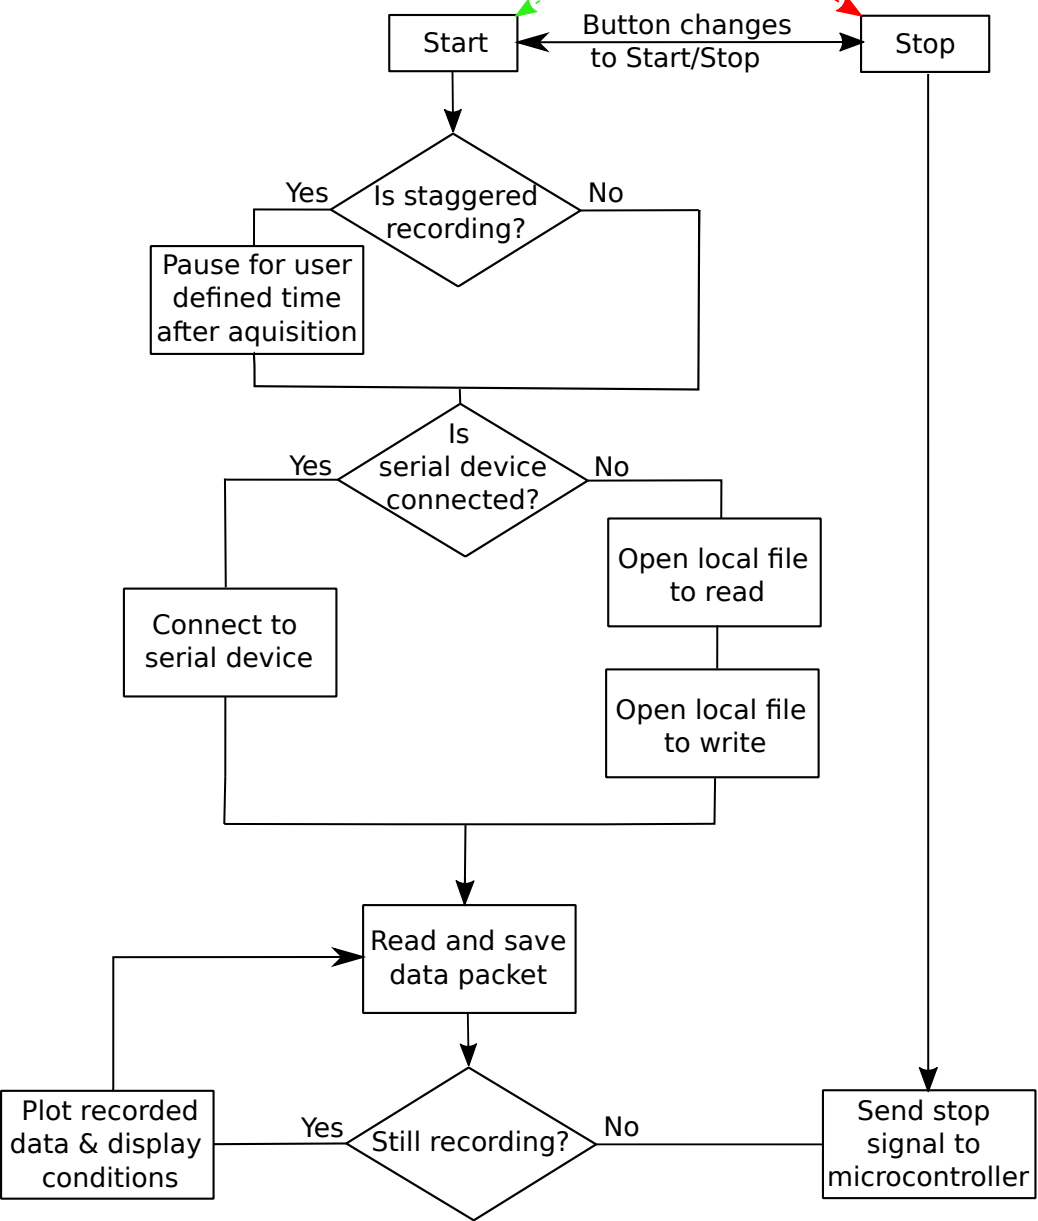 Start
Button changes
to Start/Stop
Stop
Yes
Is staggered
recording?
No
Pause for user
defined time
after aquisition
Yes
Is
serial device
connected?
No
Open local file
to read
Connect to
serial device
Open local file
to write
Read and save
data packet
Plot recorded
data & display
conditions
Yes
Still recording?
No
Send stop
signal to
microcontroller